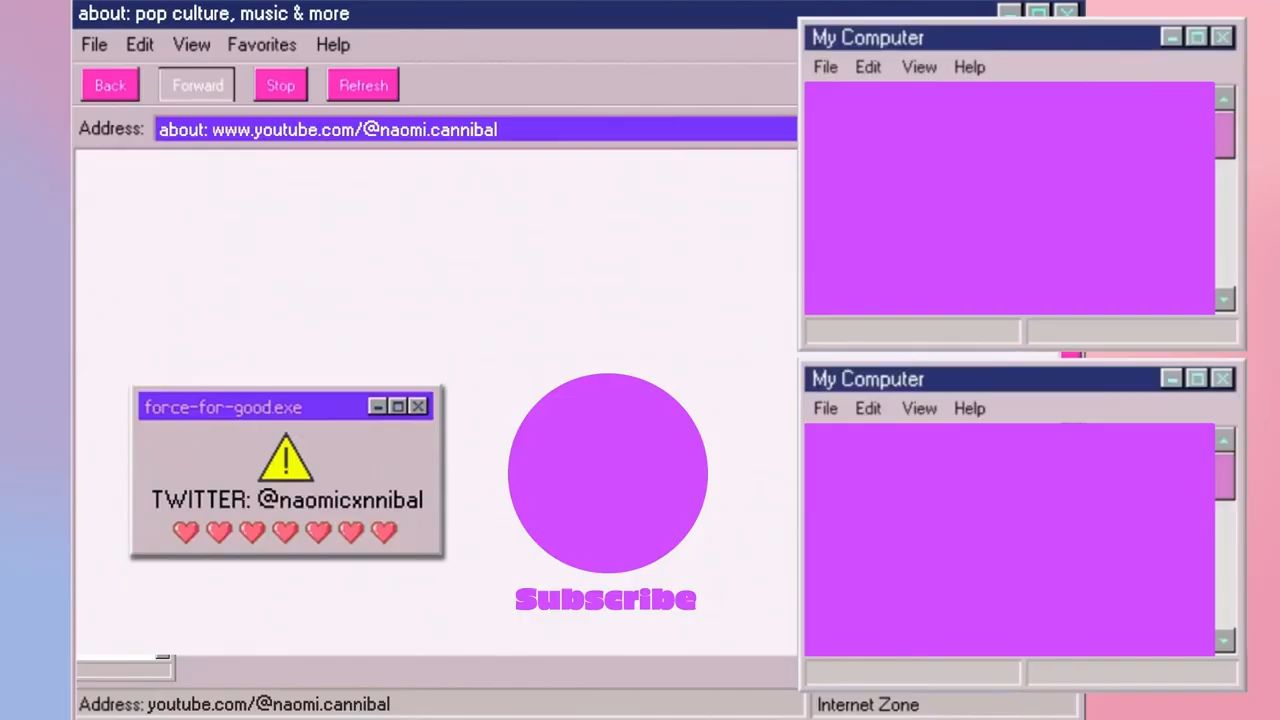 about: pop culture, music & more
File Edit View Favorites Help
Back Forward Stop Refresh
Address: about: www.youtube.com/@naomi.cannibal
My Computer
File Edit View Help
force-for-good.exe
TWITTER: @naomicxnnibal
Subscribe
My Computer
File Edit View Help
Address: youtube.com/@naomi.cannibal
Internet Zone